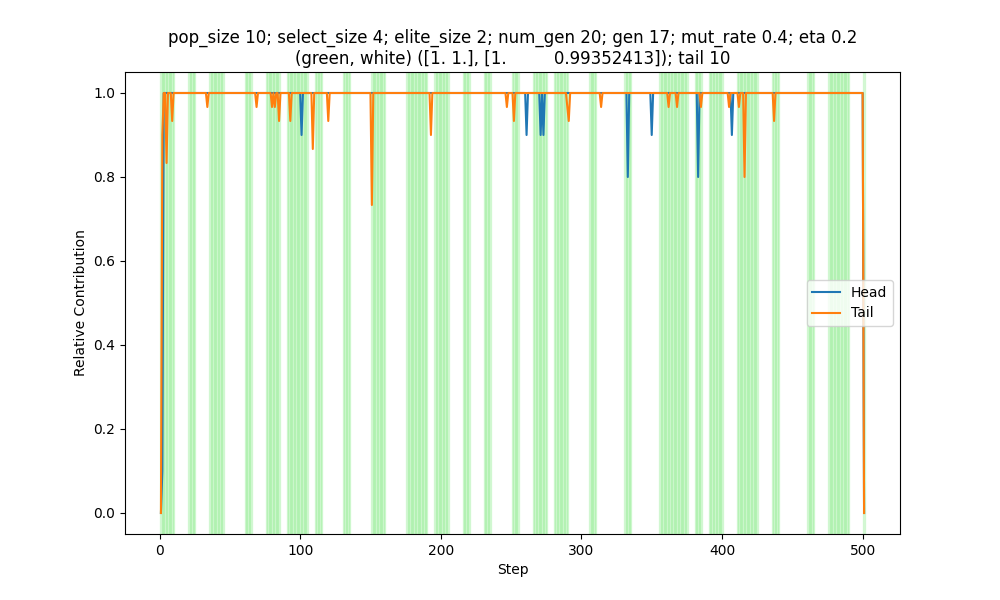 pop_size 10; select_size 4; elite_size 2; num_gen 20; gen 17; mut_rate 0.4; eta 0.2
(green, white) ([1. 1.], [1.          0.99352413]); tail 10
1.0
0.8
0.6
0.4
0.2
0.0
Relative Contribution
Head
Tail
0
100
200
300
400
500
Step